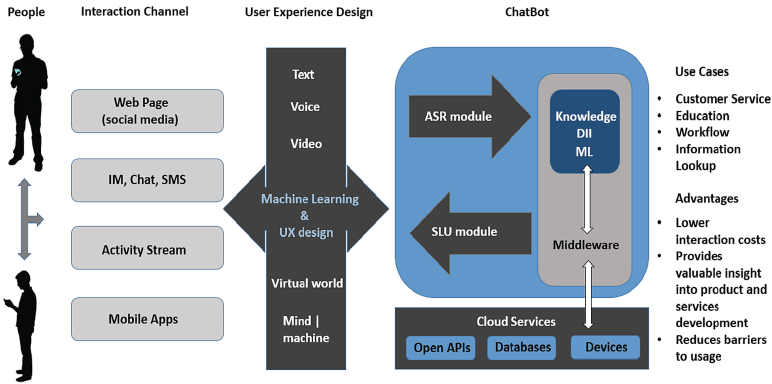 People
Interaction Channel
User Experience Design
ChatBot
Web Page
(social media)
IM, Chat, SMS
Activity Stream
Mobile Apps
Text
Voice
Video
Machine Learning
&
UX design
Virtual world
Mind |
machine
ASR module
SLU module
Knowledge
DII
ML
Middleware
Cloud Services
Open APIs
Databases
Devices
Use Cases
• Customer Service
• Education
• Workflow
• Information
Lookup
Advantages
• Lower
interaction costs
• Provides
valuable insight
into product and
services
development
• Reduces barriers
to usage